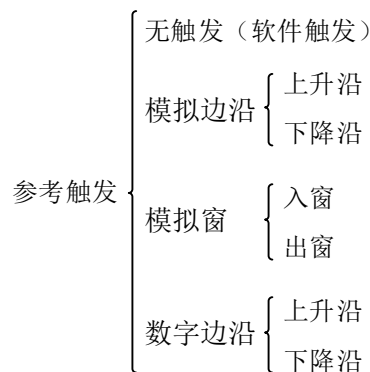 参考触发
无触发（软件触发）
模拟边沿
上升沿
下降沿
模拟窗
入窗
出窗
数字边沿
上升沿
下降沿